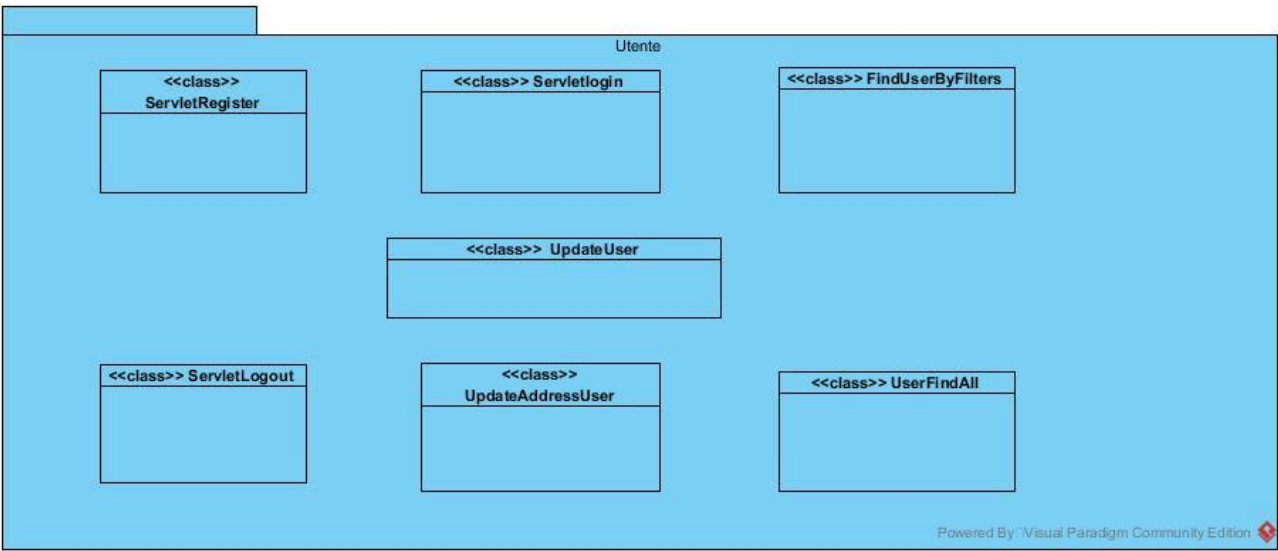 Utente
<<class>>
ServletRegister
<<class>> Servletlogin
<<class>> FindUserByFilters
<<class>> UpdateUser
<<class>> ServletLogout
<<class>>
UpdateAddressUser
<<class>> UserFindAll
Powered By Visual Paradigm Community Edition